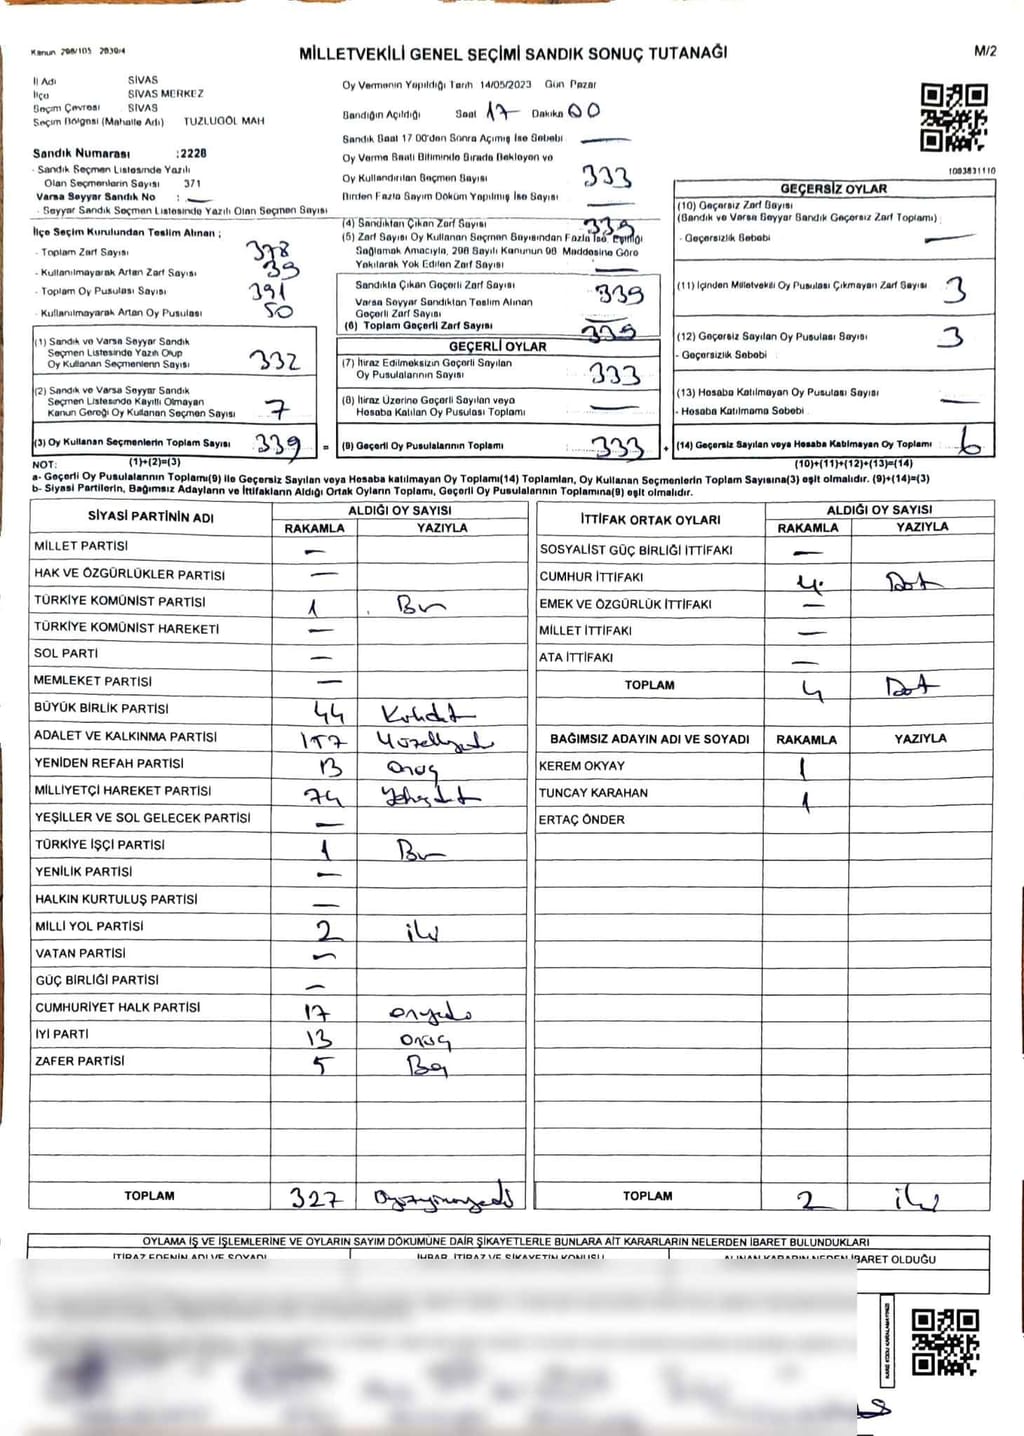 Kanun 298/105 2839/4
MİLLETVEKİLİ GENEL SEÇİMİ SANDIK SONUÇ TUTANAĞI
M/2
İl Adı SİVAS
İlçe SİVAS MERKEZ
Seçim Çevresi SİVAS
Seçim Bölgesi (Mahalle Adı) TUZLUGÖL MAH
Sandık Numarası :2228
- Sandık Seçmen Listesinde Yazılı
Olan Seçmenlerin Sayısı 371
Varsa Seyyar Sandık No : —
- Seyyar Sandık Seçmen Listesinde Yazılı Olan Seçmen Sayısı
İlçe Seçim Kurulundan Teslim Alınan ;
- Toplam Zarf Sayısı 378
- Kullanılmayarak Artan Zarf Sayısı 39
- Toplam Oy Pusulası Sayısı 391
- Kullanılmayarak Artan Oy Pusulası 50
(1) Sandık ve Varsa Seyyar Sandık
Seçmen Listesinde Yazılı Olup
Oy Kullanan Seçmenlerin Sayısı 332
(2) Sandık ve Varsa Seyyar Sandık
Seçmen Listesinde Kayıtlı Olmayan
Kanun Gereği Oy Kullanan Seçmen Sayısı 7
(3) Oy Kullanan Seçmenlerin Toplam Sayısı 339 =
(1)+(2)=(3)
Oy Vermenin Yapıldığı Tarih 14/05/2023 Gün Pazar
Sandığın Açıldığı Saat 17 Dakika 00
Sandık Saat 17 00'den Sonra Açılmış İse Sebebi —
Oy Verme Saati Bitiminde Sırada Bekleyen ve
Oy Kullandırılan Seçmen Sayısı 333
Birden Fazla Sayım Döküm Yapılmış İse Sayısı —
(4) Sandıktan Çıkan Zarf Sayısı 339
(5) Zarf Sayısı Oy Kullanan Seçmen Sayısından Fazla İse, Eşitliği
Sağlamak Amacıyla, 298 Sayılı Kanunun 98 Maddesine Göre
Yakılarak Yok Edilen Zarf Sayısı —
Sandıkta Çıkan Geçerli Zarf Sayısı 339
Varsa Seyyar Sandıktan Teslim Alınan
Geçerli Zarf Sayısı —
(6) Toplam Geçerli Zarf Sayısı 339
GEÇERLİ OYLAR
(7) İtiraz Edilmeksizin Geçerli Sayılan
Oy Pusulalarının Sayısı 333
(8) İtiraz Üzerine Geçerli Sayılan veya
Hesaba Katılan Oy Pusulası Toplamı —
(9) Geçerli Oy Pusulalarının Toplamı 333 +
1003831110
GEÇERSİZ OYLAR
(10) Geçersiz Zarf Sayısı
(Sandık ve Varsa Seyyar Sandık Geçersiz Zarf Toplamı)
- Geçersizlik Sebebi —
(11) İçinden Milletvekili Oy Pusulası Çıkmayan Zarf Sayısı 3
(12) Geçersiz Sayılan Oy Pusulası Sayısı 3
- Geçersizlik Sebebi
(13) Hesaba Katılmayan Oy Pusulası Sayısı —
- Hesaba Katılmama Sebebi
(14) Geçersiz Sayılan veya Hesaba Katılmayan Oy Toplamı 6
(10)+(11)+(12)+(13)=(14)
NOT:
a- Geçerli Oy Pusulalarının Toplamı(9) ile Geçersiz Sayılan veya Hesaba katılmayan Oy Toplamı(14) Toplamları, Oy Kullanan Seçmenlerin Toplam Sayısına(3) eşit olmalıdır. (9)+(14)=(3)
b- Siyasi Partilerin, Bağımsız Adayların ve İttifakların Aldığı Ortak Oyların Toplamı, Geçerli Oy Pusulalarının Toplamına(9) eşit olmalıdır.
SİYASİ PARTİNİN ADI ALDIĞI OY SAYISI
RAKAMLA YAZIYLA
MİLLET PARTİSİ —
HAK VE ÖZGÜRLÜKLER PARTİSİ —
TÜRKİYE KOMÜNİST PARTİSİ 1 Bir
TÜRKİYE KOMÜNİST HAREKETİ —
SOL PARTİ —
MEMLEKET PARTİSİ —
BÜYÜK BİRLİK PARTİSİ 44 Kırkdört
ADALET VE KALKINMA PARTİSİ 157 Yüzelliyedi
YENİDEN REFAH PARTİSİ 13 Onüç
MİLLİYETÇİ HAREKET PARTİSİ 74 Yetmişdört
YEŞİLLER VE SOL GELECEK PARTİSİ —
TÜRKİYE İŞÇİ PARTİSİ 1 Bir
YENİLİK PARTİSİ —
HALKIN KURTULUŞ PARTİSİ —
MİLLİ YOL PARTİSİ 2 iki
VATAN PARTİSİ —
GÜÇ BİRLİĞİ PARTİSİ —
CUMHURİYET HALK PARTİSİ 17 onyedi
İYİ PARTİ 13 onüç
ZAFER PARTİSİ 5 Beş
TOPLAM 327 Üçyüzyirmiyedi
İTTİFAK ORTAK OYLARI ALDIĞI OY SAYISI
RAKAMLA YAZIYLA
SOSYALİST GÜÇ BİRLİĞİ İTTİFAKI —
CUMHUR İTTİFAKI 4 Dört
EMEK VE ÖZGÜRLÜK İTTİFAKI —
MİLLET İTTİFAKI —
ATA İTTİFAKI —
TOPLAM 4 Dört
BAĞIMSIZ ADAYIN ADI VE SOYADI RAKAMLA YAZIYLA
KEREM OKYAY 1
TUNCAY KARAHAN 1
ERTAÇ ÖNDER
TOPLAM 2 iki
OYLAMA İŞ VE İŞLEMLERİNE VE OYLARIN SAYIM DÖKÜMÜNE DAİR ŞİKAYETLERLE BUNLARA AİT KARARLARIN NELERDEN İBARET BULUNDUKLARI
İTİRAZ EDENİN ADI VE SOYADI İHBAR, İTİRAZ VE ŞİKAYETİN KONUSU ALINAN KARARIN NEDEN İBARET OLDUĞU
KARE KODU KARALAMAYINIZ